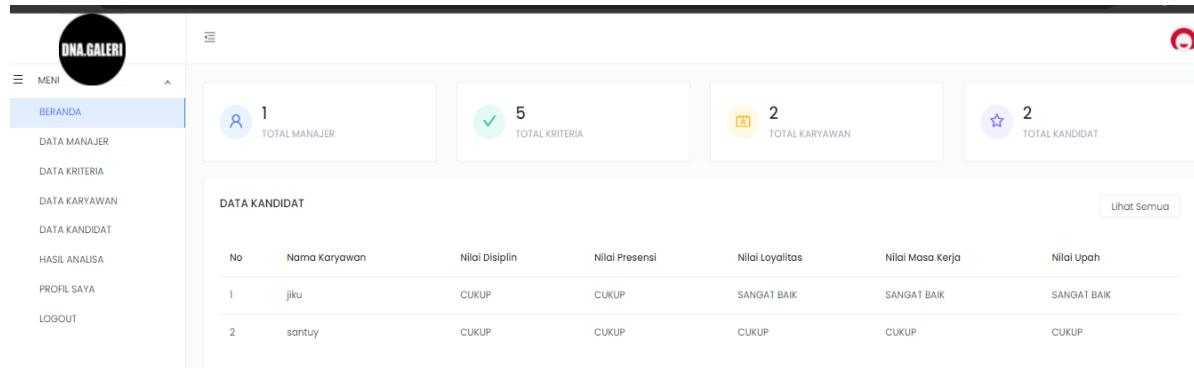 DNA.GALERI
MENU
BERANDA
DATA MANAJER
DATA KRITERIA
DATA KARYAWAN
DATA KANDIDAT
HASIL ANALISA
PROFIL SAYA
LOGOUT
1
TOTAL MANAJER
5
TOTAL KRITERIA
2
TOTAL KARYAWAN
2
TOTAL KANDIDAT
DATA KANDIDAT
Lihat Semua
No Nama Karyawan Nilai Disiplin Nilai Presensi Nilai Loyalitas Nilai Masa Kerja Nilai Upah
1 jiku CUKUP CUKUP SANGAT BAIK SANGAT BAIK SANGAT BAIK
2 santuy CUKUP CUKUP CUKUP CUKUP CUKUP